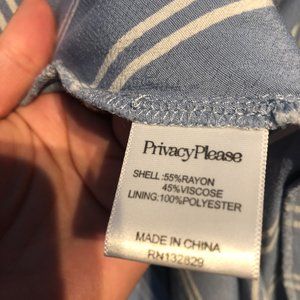 PrivacyPlease
SHELL:55%RAYON
45%VISCOSE
LINING:100%POLYESTER
MADE IN CHINA
RN132829